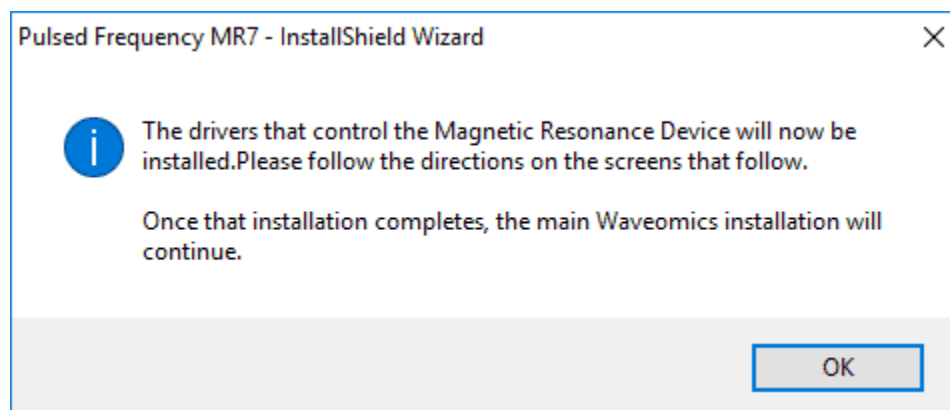 Pulsed Frequency MR7 - InstallShield Wizard
The drivers that control the Magnetic Resonance Device will now be
installed.Please follow the directions on the screens that follow.
Once that installation completes, the main Waveomics installation will
continue.
OK